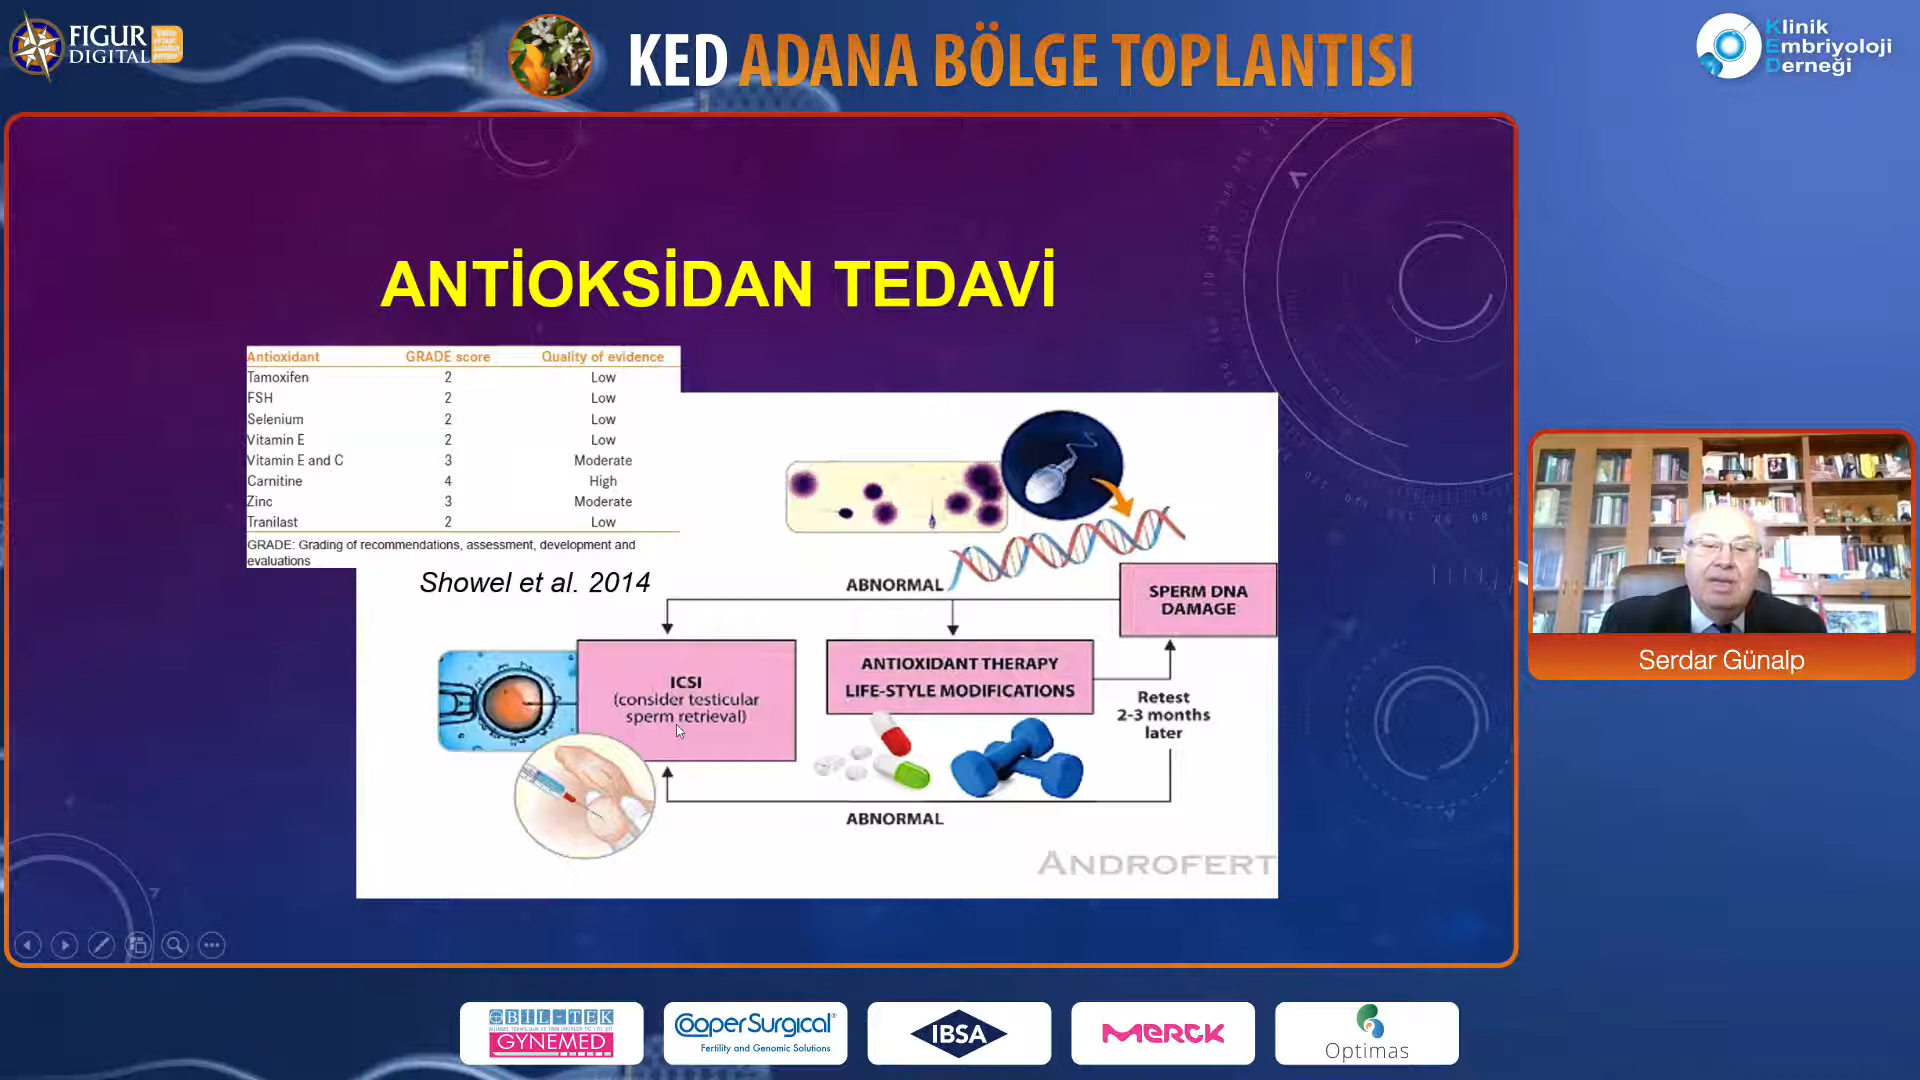 FIGUR
DIGITAL
KED ADANA BÖLGE TOPLANTISI
Klinik
Embriyoloji
Derneği
ANTİOKSİDAN TEDAVİ
Antioxidant GRADE score Quality of evidence
Tamoxifen 2 Low
FSH 2 Low
Selenium 2 Low
Vitamin E 2 Low
Vitamin E and C 3 Moderate
Carnitine 4 High
Zinc 3 Moderate
Tranilast 2 Low
GRADE: Grading of recommendations, assessment, development and
evaluations
Showel et al. 2014
ABNORMAL
SPERM DNA
DAMAGE
ICSI
(consider testicular
sperm retrieval)
ANTIOXIDANT THERAPY
LIFE-STYLE MODIFICATIONS
Retest
2-3 months
later
ABNORMAL
ANDROFERT
Serdar Günalp
BİL-TEK
GYNEMED
CooperSurgical
Fertility and Genomic Solutions
IBSA
MERCK
Optimas